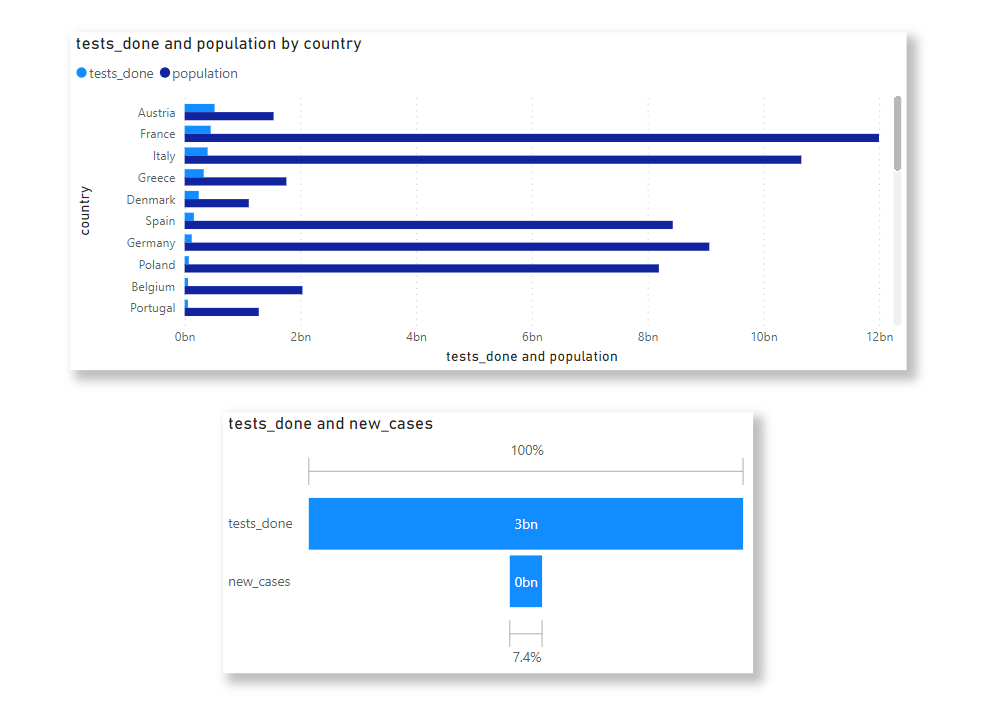 tests_done and population by country
tests_done population
country
Austria
France
Italy
Greece
Denmark
Spain
Germany
Poland
Belgium
Portugal
0bn 2bn 4bn 6bn 8bn 10bn 12bn
tests_done and population
tests_done and new_cases
100%
tests_done 3bn
new_cases 0bn
7.4%